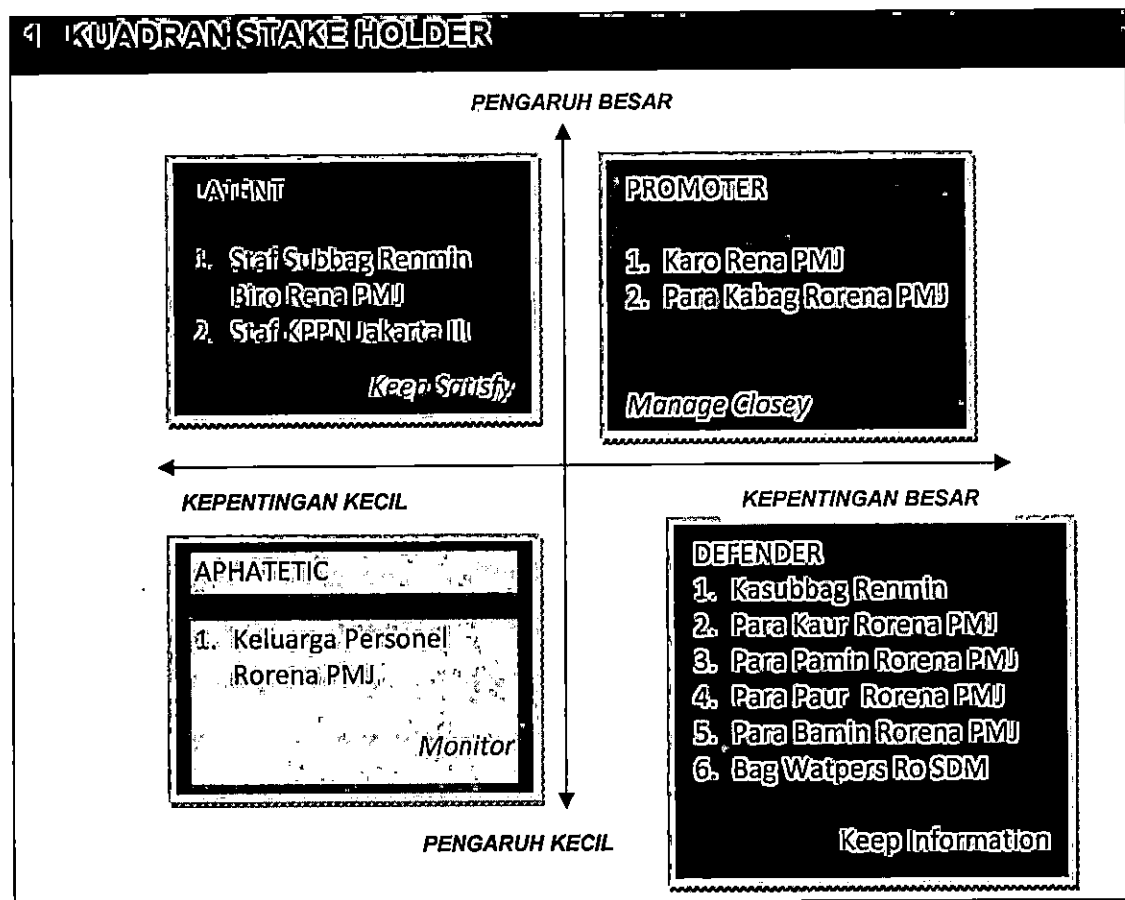 1 KUADRAN STAKE HOLDER
PENGARUH BESAR
LATENT
1. Staf Subbag Renmin
Biro Rena PMJ
2. Staf KPPN Jakarta III
Keep Satisfy
PROMOTER
1. Karo Rena PMJ
2. Para Kabag Rorena PMJ
Manage Closey
KEPENTINGAN KECIL
KEPENTINGAN BESAR
APHATETIC
1. Keluarga Personel
Rorena PMJ
Monitor
DEFENDER
1. Kasubbag Renmin
2. Para Kaur Rorena PMJ
3. Para Pamin Rorena PMJ
4. Para Paur Rorena PMJ
5. Para Bamin Rorena PMJ
6. Bag Watpers Ro SDM
Keep Information
PENGARUH KECIL